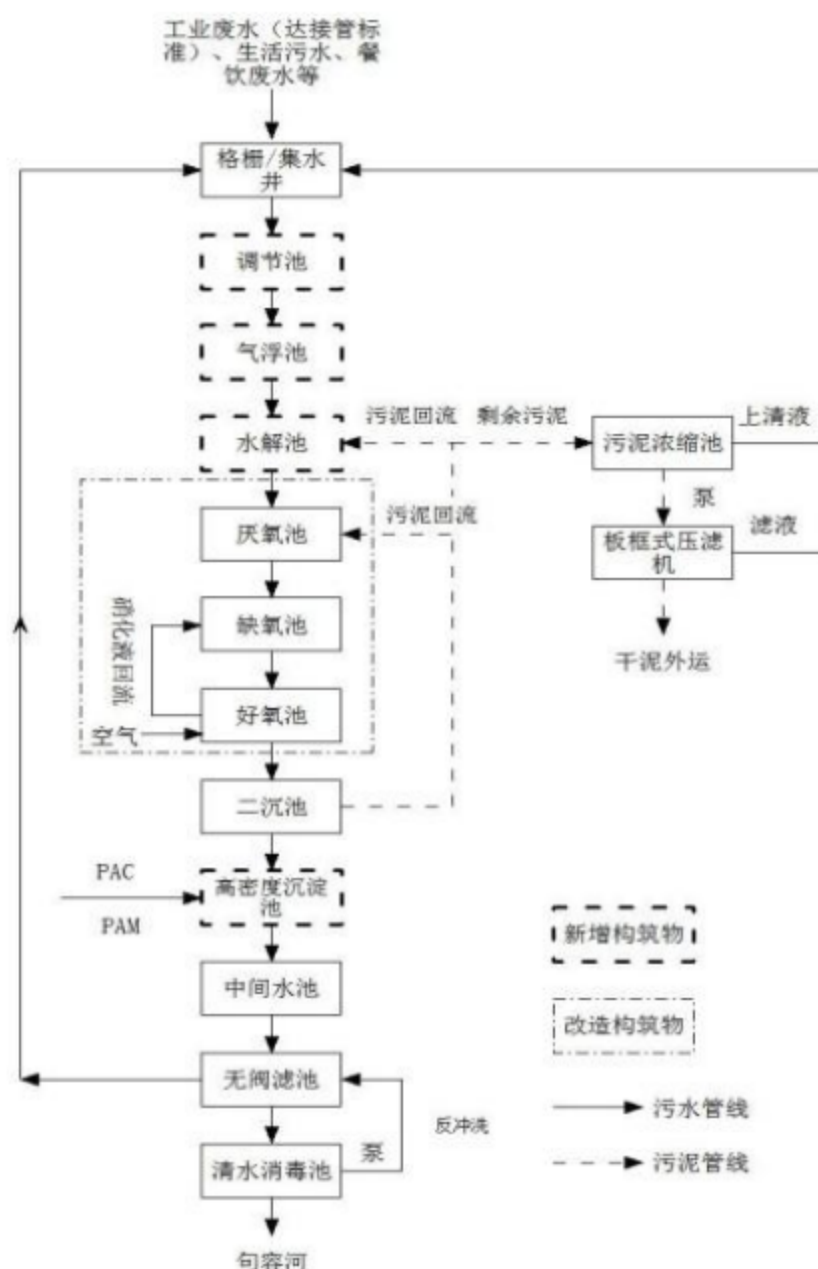 工业废水（达接管标
准）、生活污水、餐
饮废水等
格栅/集水
井
调节池
气浮池
水解池
污泥回流
剩余污泥
污泥浓缩池
上清液
泵
厌氧池
污泥回流
板框式压滤
机
滤液
缺氧池
硝化液回流
干泥外运
好氧池
空气
二沉池
PAC
高密度沉淀
池
PAM
新增构筑物
中间水池
改造构筑物
无阀滤池
污水管线
反冲洗
清水消毒池
泵
污泥管线
句容河